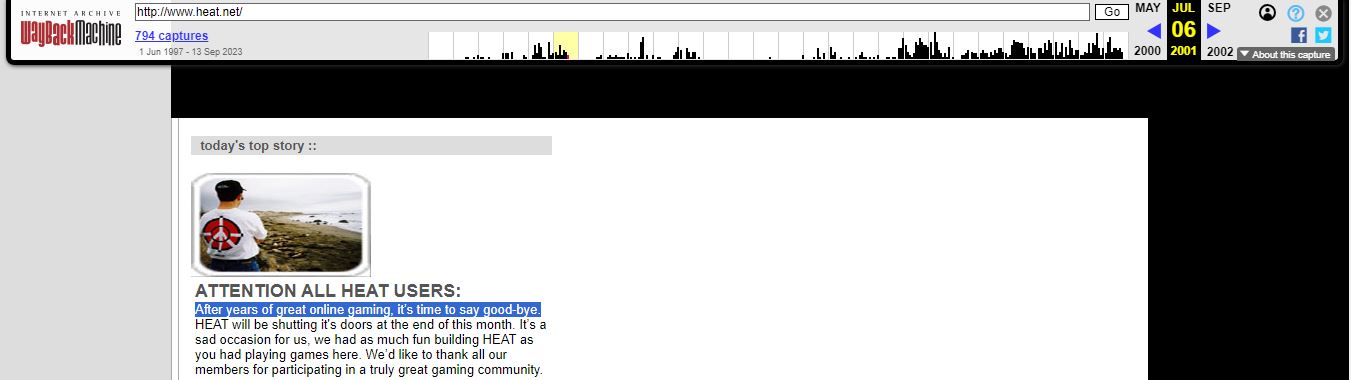 INTERNET ARCHIVE
WayBackMachine
http://www.heat.net/
Go
794 captures
1 Jun 1997 - 13 Sep 2023
MAY JUL SEP
06
2000 2001 2002
About this capture
today's top story ::
ATTENTION ALL HEAT USERS:
After years of great online gaming, it's time to say good-bye.
HEAT will be shutting it's doors at the end of this month. It's a
sad occasion for us, we had as much fun building HEAT as
you had playing games here. We'd like to thank all our
members for participating in a truly great gaming community.